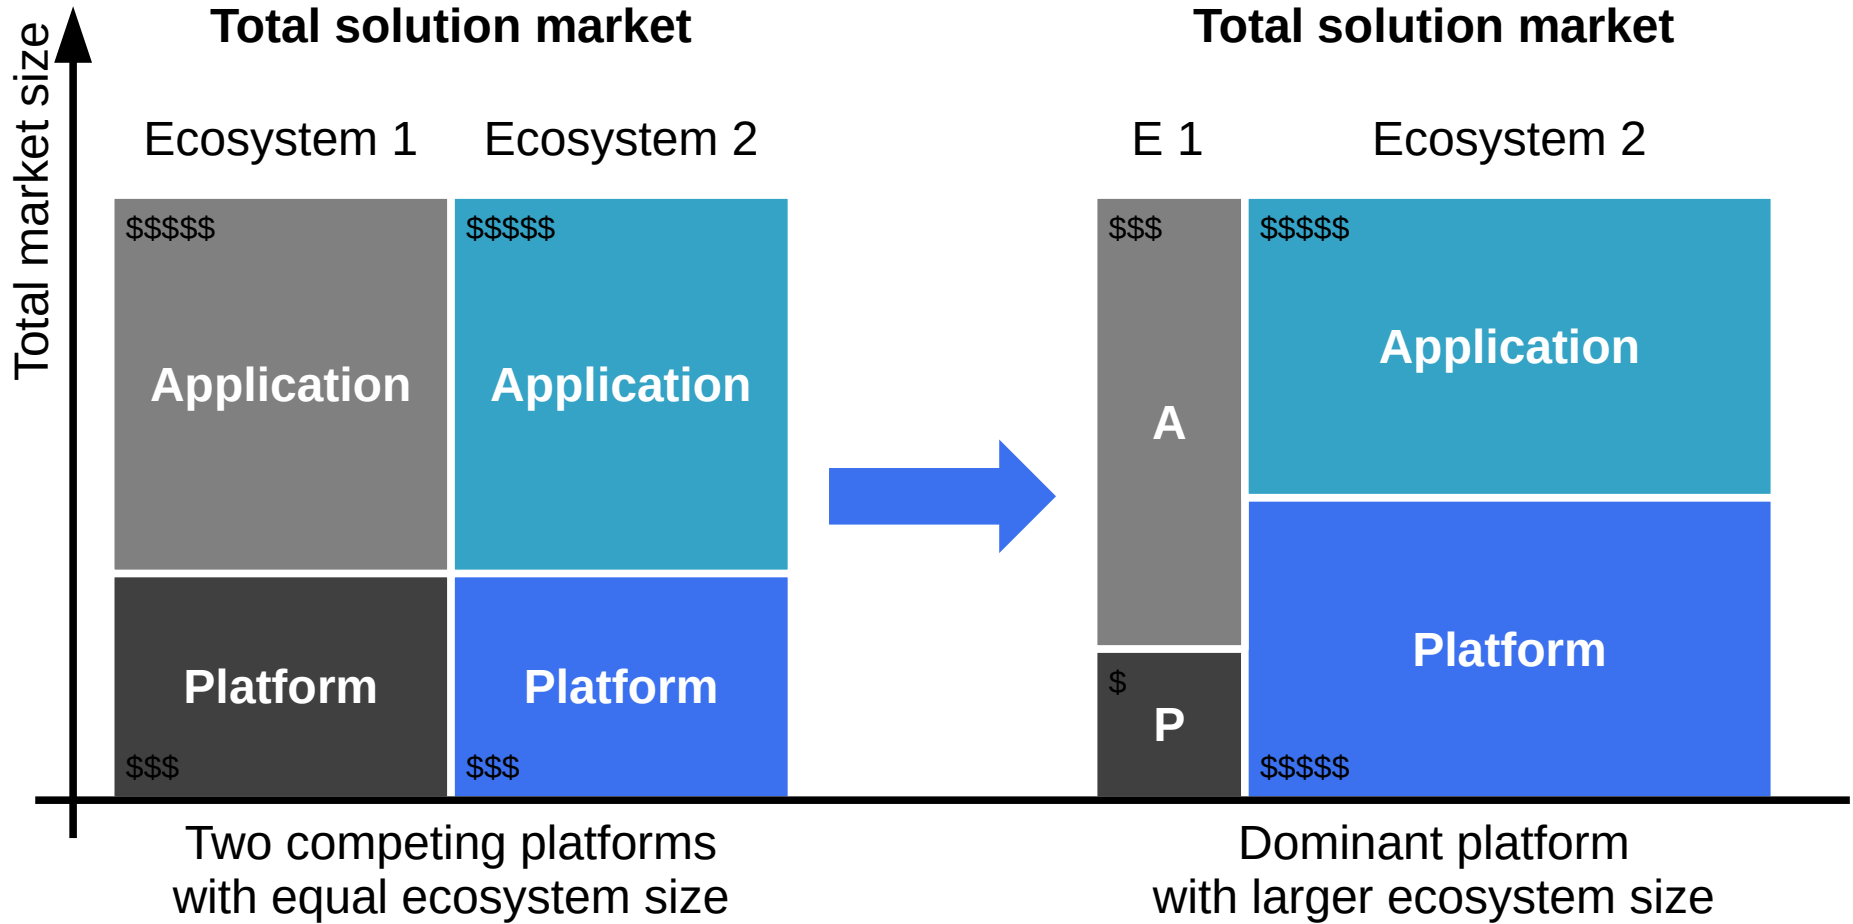 Total market size
Total solution market
Ecosystem 1
Ecosystem 2
$$$$$
$$$$$
Application
Application
Platform
Platform
$$$
$$$
Two competing platforms
with equal ecosystem size
Total solution market
E 1
Ecosystem 2
$$$
$$$$$
Application
A
Platform
$
P
$$$$$
Dominant platform
with larger ecosystem size